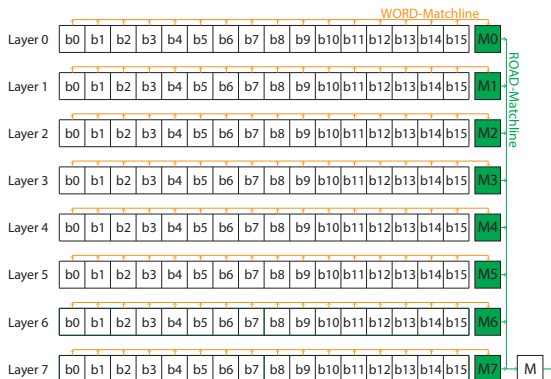 WORD-Matchline
Layer 0 b0 b1 b2 b3 b4 b5 b6 b7 b8 b9 b10 b11 b12 b13 b14 b15 M0
ROAD-Matchline
Layer 1 b0 b1 b2 b3 b4 b5 b6 b7 b8 b9 b10 b11 b12 b13 b14 b15 M1
Layer 2 b0 b1 b2 b3 b4 b5 b6 b7 b8 b9 b10 b11 b12 b13 b14 b15 M2
Layer 3 b0 b1 b2 b3 b4 b5 b6 b7 b8 b9 b10 b11 b12 b13 b14 b15 M3
Layer 4 b0 b1 b2 b3 b4 b5 b6 b7 b8 b9 b10 b11 b12 b13 b14 b15 M4
Layer 5 b0 b1 b2 b3 b4 b5 b6 b7 b8 b9 b10 b11 b12 b13 b14 b15 M5
Layer 6 b0 b1 b2 b3 b4 b5 b6 b7 b8 b9 b10 b11 b12 b13 b14 b15 M6
Layer 7 b0 b1 b2 b3 b4 b5 b6 b7 b8 b9 b10 b11 b12 b13 b14 b15 M7 M